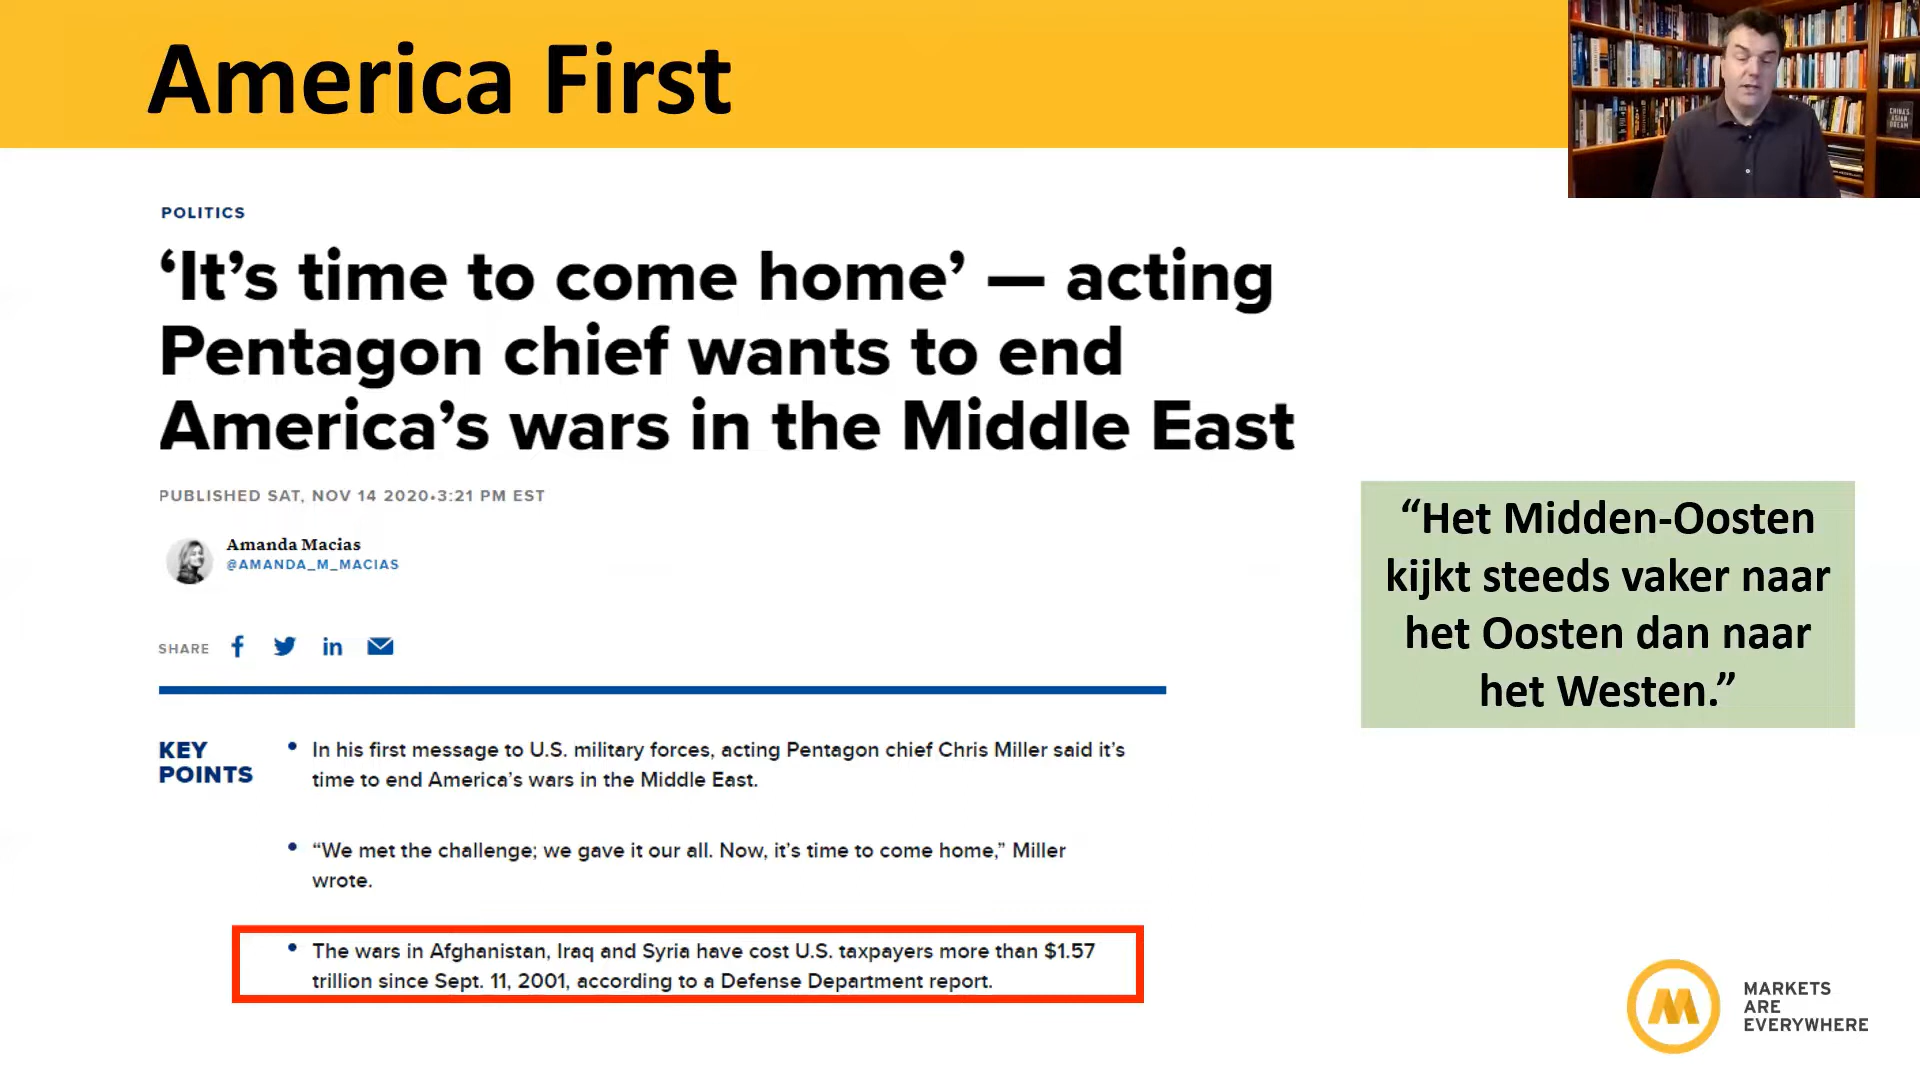 America First
CHINA'S
ASIAN
DREAM
POLITICS
‘It’s time to come home’ — acting
Pentagon chief wants to end
America’s wars in the Middle East
PUBLISHED SAT, NOV 14 2020•3:21 PM EST
Amanda Macias
@AMANDA_M_MACIAS
SHARE
“Het Midden-Oosten
kijkt steeds vaker naar
het Oosten dan naar
het Westen.”
KEY
POINTS
• In his first message to U.S. military forces, acting Pentagon chief Chris Miller said it’s
time to end America’s wars in the Middle East.
• “We met the challenge; we gave it our all. Now, it’s time to come home,” Miller
wrote.
• The wars in Afghanistan, Iraq and Syria have cost U.S. taxpayers more than $1.57
trillion since Sept. 11, 2001, according to a Defense Department report.
MARKETS
ARE
EVERYWHERE